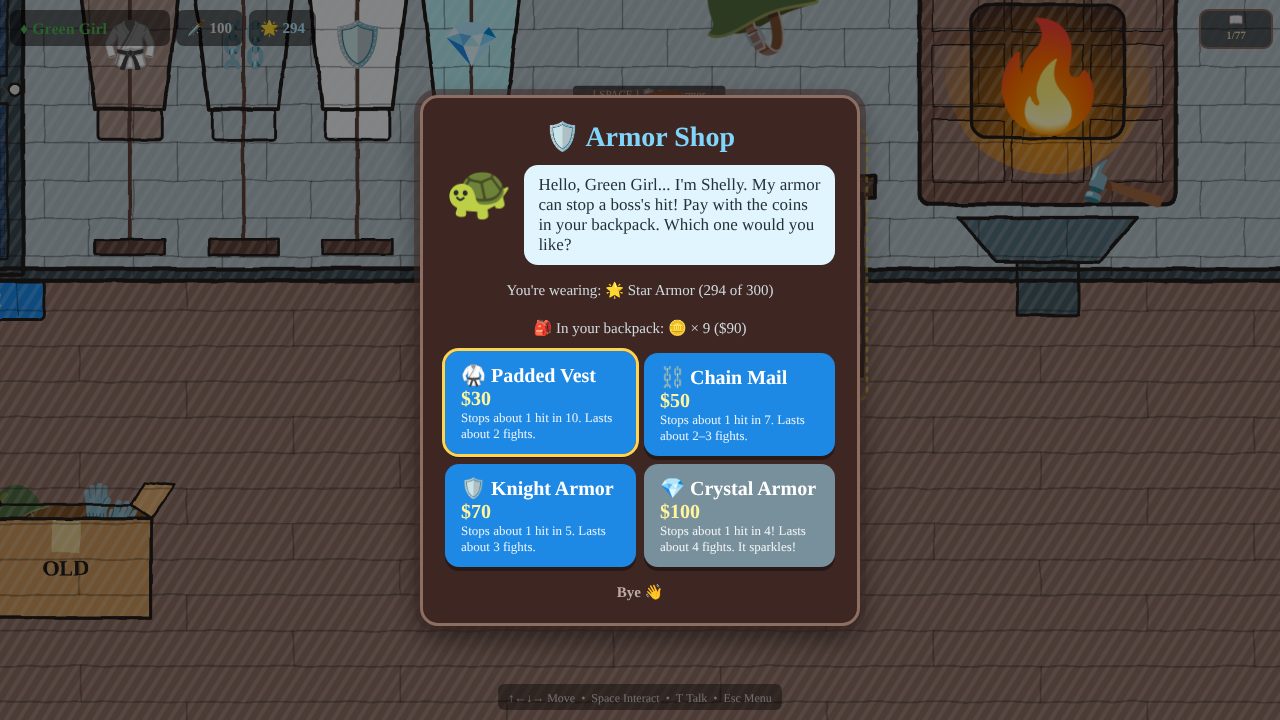 ♦ Green Girl
100
294
1/77
Armor Shop
Hello, Green Girl... I'm Shelly. My armor
can stop a boss's hit! Pay with the coins
in your backpack. Which one would you
like?
You're wearing: 🌟 Star Armor (294 of 300)
🎒 In your backpack: 🪙 × 9 ($90)
Padded Vest
$30
Stops about 1 hit in 10. Lasts
about 2 fights.
Chain Mail
$50
Stops about 1 hit in 7. Lasts
about 2–3 fights.
Knight Armor
$70
Stops about 1 hit in 5. Lasts
about 3 fights.
Crystal Armor
$100
Stops about 1 hit in 4! Lasts
about 4 fights. It sparkles!
Bye 👋
OLD
↑←↓→ Move • Space Interact • T Talk • Esc Menu